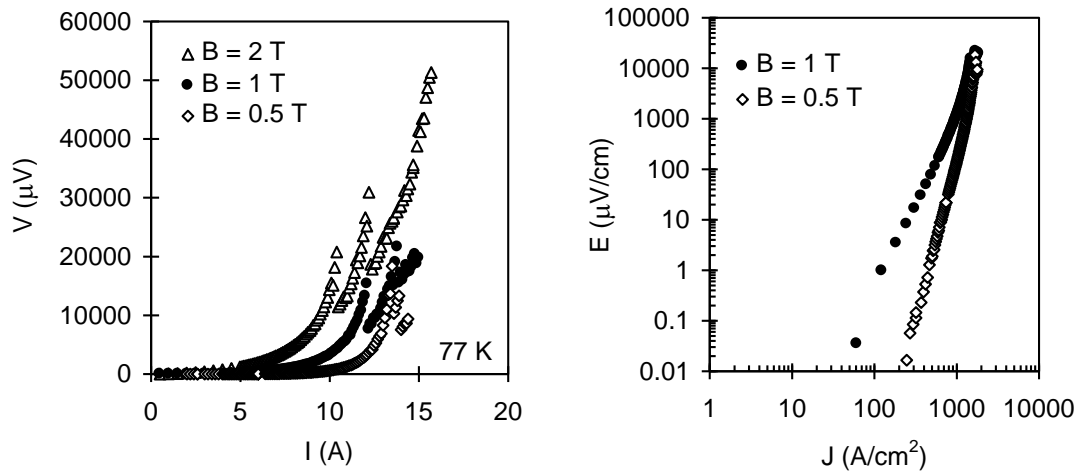 60000
50000
40000
30000
20000
10000
0
V (μV)
B = 2 T
B = 1 T
B = 0.5 T
77 K
0 5 10 15 20
I (A)
100000
10000
1000
100
10
1
0.1
0.01
E (μV/cm)
B = 1 T
B = 0.5 T
1 10 100 1000 10000
J (A/cm²)